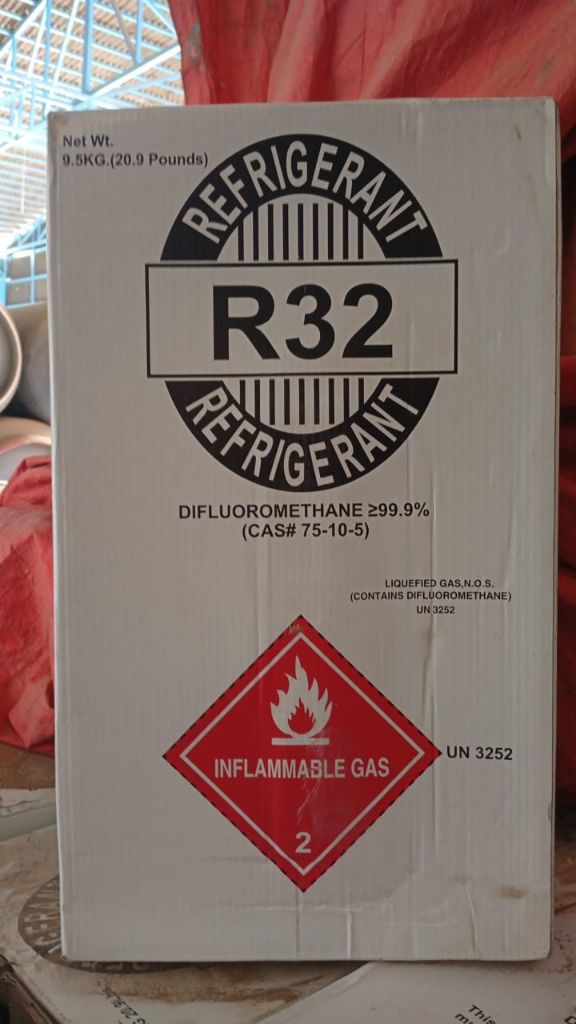 Net Wt.
9.5KG.(20.9 Pounds)
REFRIGERANT
R32
REFRIGERANT
DIFLUOROMETHANE ≥99.9%
(CAS# 75-10-5)
LIQUEFIED GAS,N.O.S.
(CONTAINS DIFLUOROMETHANE)
UN 3252
INFLAMMABLE GAS
UN 3252
2
This